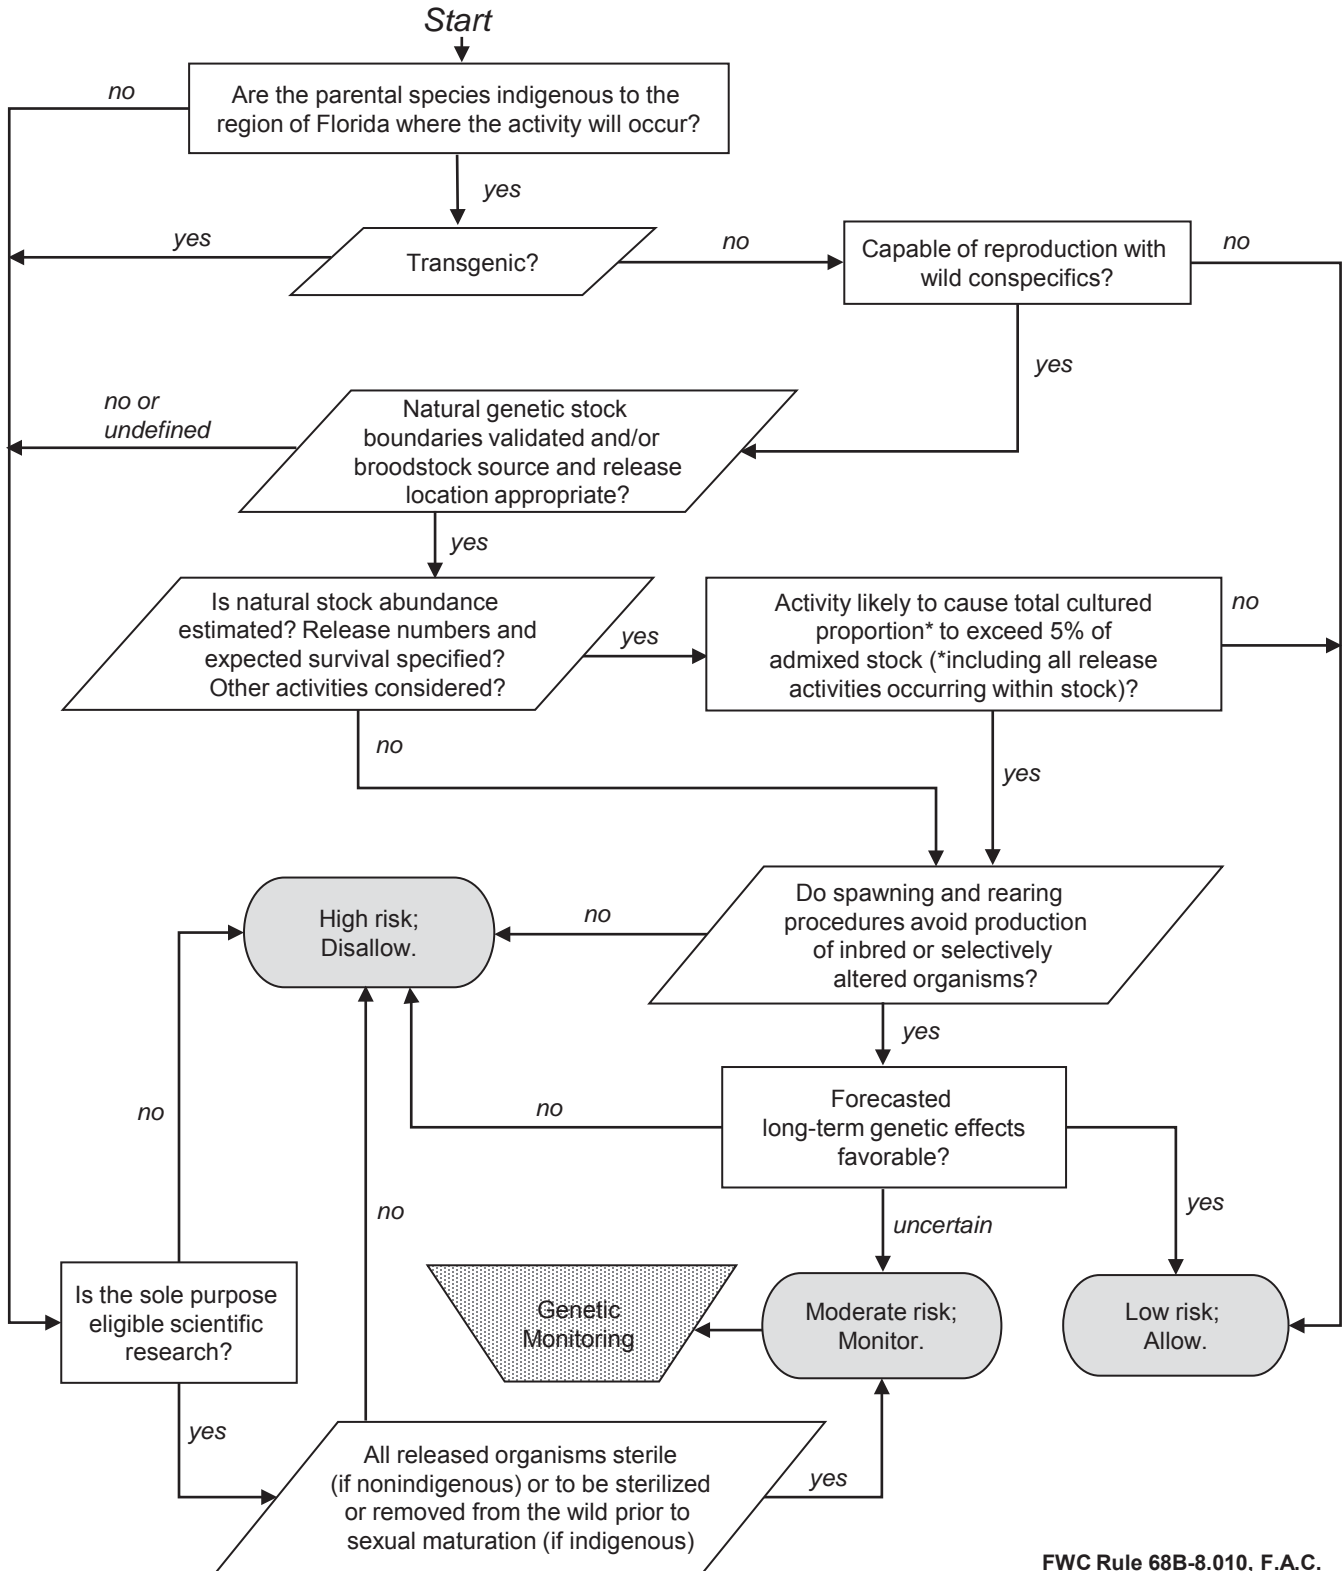 Start
Are the parental species indigenous to the
region of Florida where the activity will occur?
no
yes
yes
Transgenic?
no
Capable of reproduction with
wild conspecifics?
no
yes
no or
undefined
Natural genetic stock
boundaries validated and/or
broodstock source and release
location appropriate?
yes
Is natural stock abundance
estimated? Release numbers and
expected survival specified?
Other activities considered?
yes
Activity likely to cause total cultured
proportion* to exceed 5% of
admixed stock (*including all release
activities occurring within stock)?
no
no
yes
High risk;
Disallow.
no
Do spawning and rearing
procedures avoid production
of inbred or selectively
altered organisms?
yes
no
no
Forecasted
long-term genetic effects
favorable?
no
uncertain
yes
Is the sole purpose
eligible scientific
research?
Genetic
Monitoring
Moderate risk;
Monitor.
Low risk;
Allow.
yes
All released organisms sterile
(if nonindigenous) or to be sterilized
or removed from the wild prior to
sexual maturation (if indigenous)
yes
FWC Rule 68B-8.010, F.A.C.